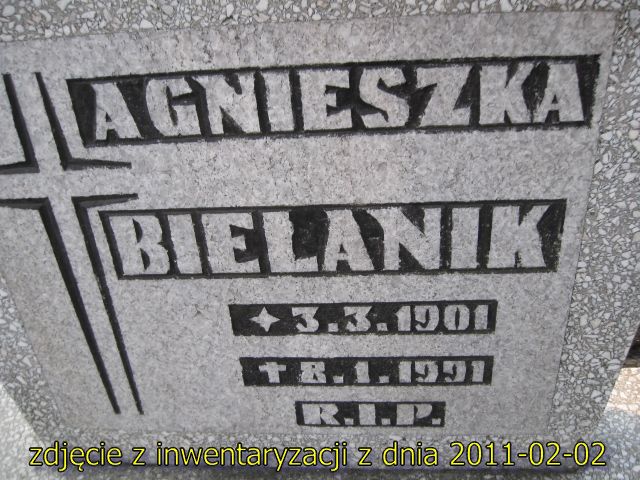 AGNIESZKA
BIELANIK
3.3.1901
8.1.1991
R.I.P.
zdjęcie z inwentaryzacji z dnia 2011-02-02